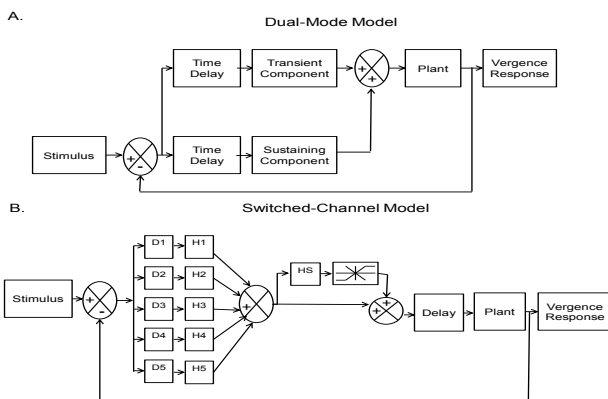 A.
Dual-Mode Model
Time Delay
Transient Component
+
+
Plant
Vergence Response
Stimulus
+
-
Time Delay
Sustaining Component
B.
Switched-Channel Model
D1
H1
D2
H2
HS
Stimulus
+
-
D3
H3
+
+
+
Delay
Plant
Vergence Response
D4
H4
D5
H5